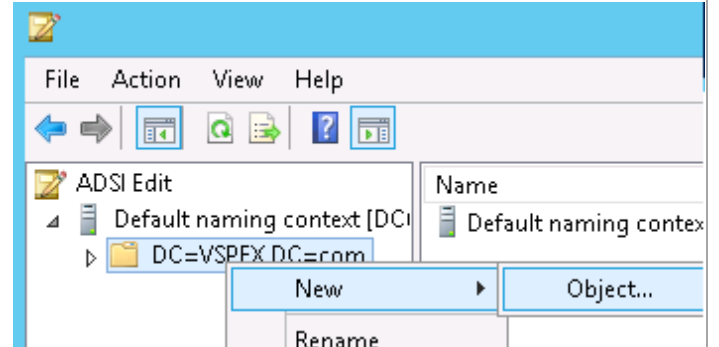 File Action View Help
ADSI Edit
Name
Default naming context [DC
Default naming contex
DC=VSPEX,DC=com
New
Object...
Rename